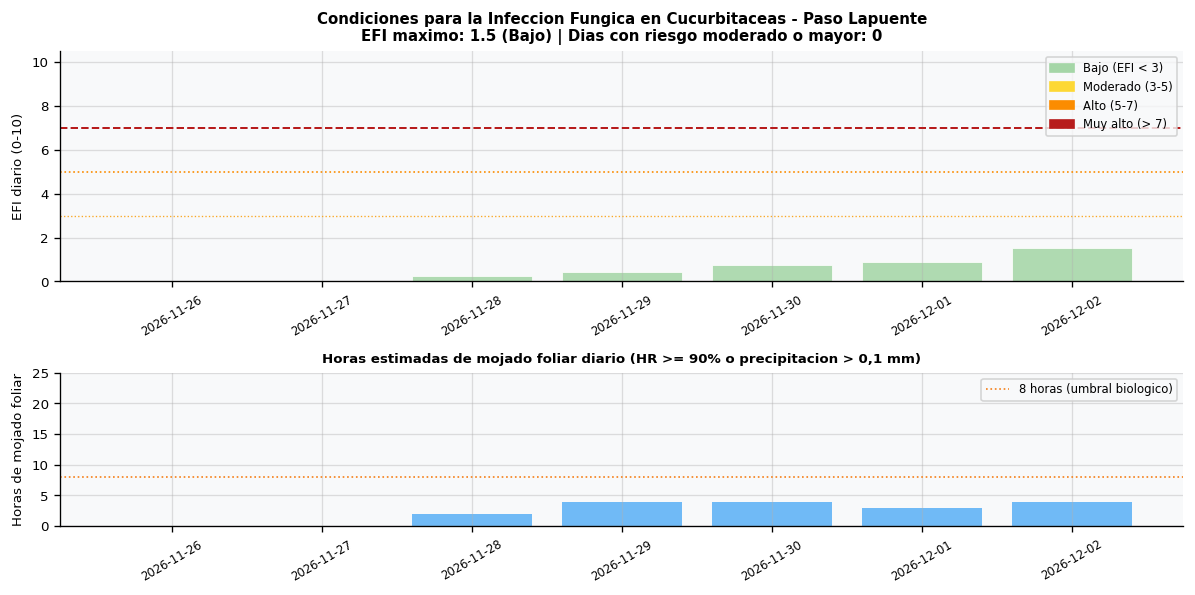 Condiciones para la Infeccion Fungica en Cucurbitaceas - Paso Lapuente
EFI maximo: 1.5 (Bajo) | Dias con riesgo moderado o mayor: 0
EFI diario (0-10)
10
8
6
4
2
0
Bajo (EFI < 3)
Moderado (3-5)
Alto (5-7)
Muy alto (> 7)
2026-11-26
2026-11-27
2026-11-28
2026-11-29
2026-11-30
2026-12-01
2026-12-02
Horas estimadas de mojado foliar diario (HR >= 90% o precipitacion > 0,1 mm)
Horas de mojado foliar
25
20
15
10
5
0
8 horas (umbral biologico)
2026-11-26
2026-11-27
2026-11-28
2026-11-29
2026-11-30
2026-12-01
2026-12-02